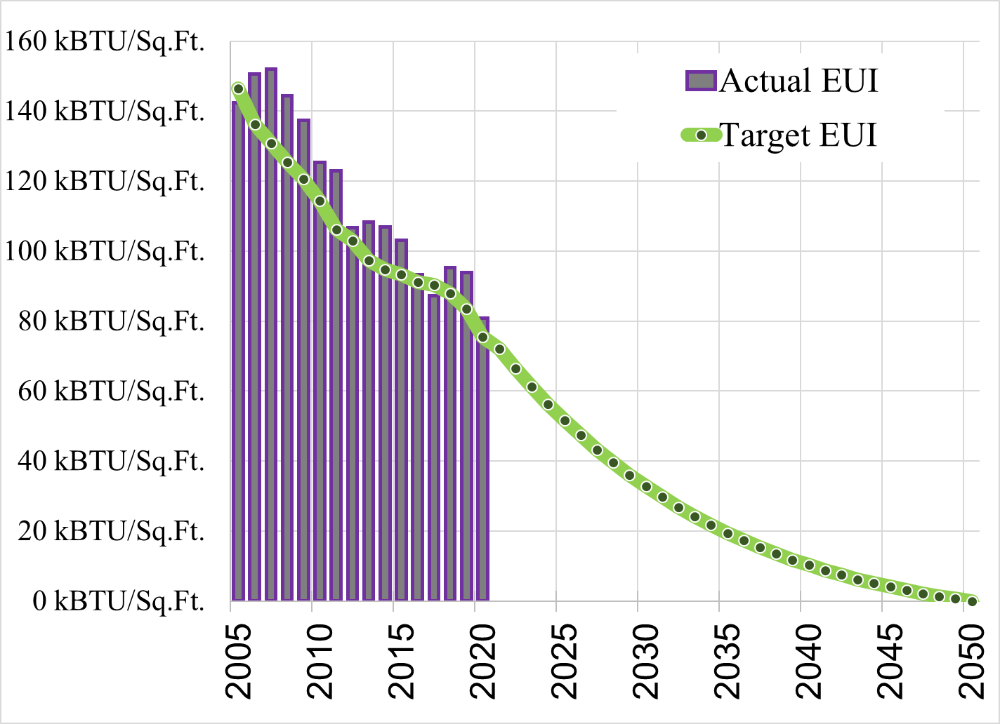 160 kBTU/Sq.Ft.
140 kBTU/Sq.Ft.
120 kBTU/Sq.Ft.
100 kBTU/Sq.Ft.
80 kBTU/Sq.Ft.
60 kBTU/Sq.Ft.
40 kBTU/Sq.Ft.
20 kBTU/Sq.Ft.
0 kBTU/Sq.Ft.
Actual EUI
Target EUI
2005
2010
2015
2020
2025
2030
2035
2040
2045
2050